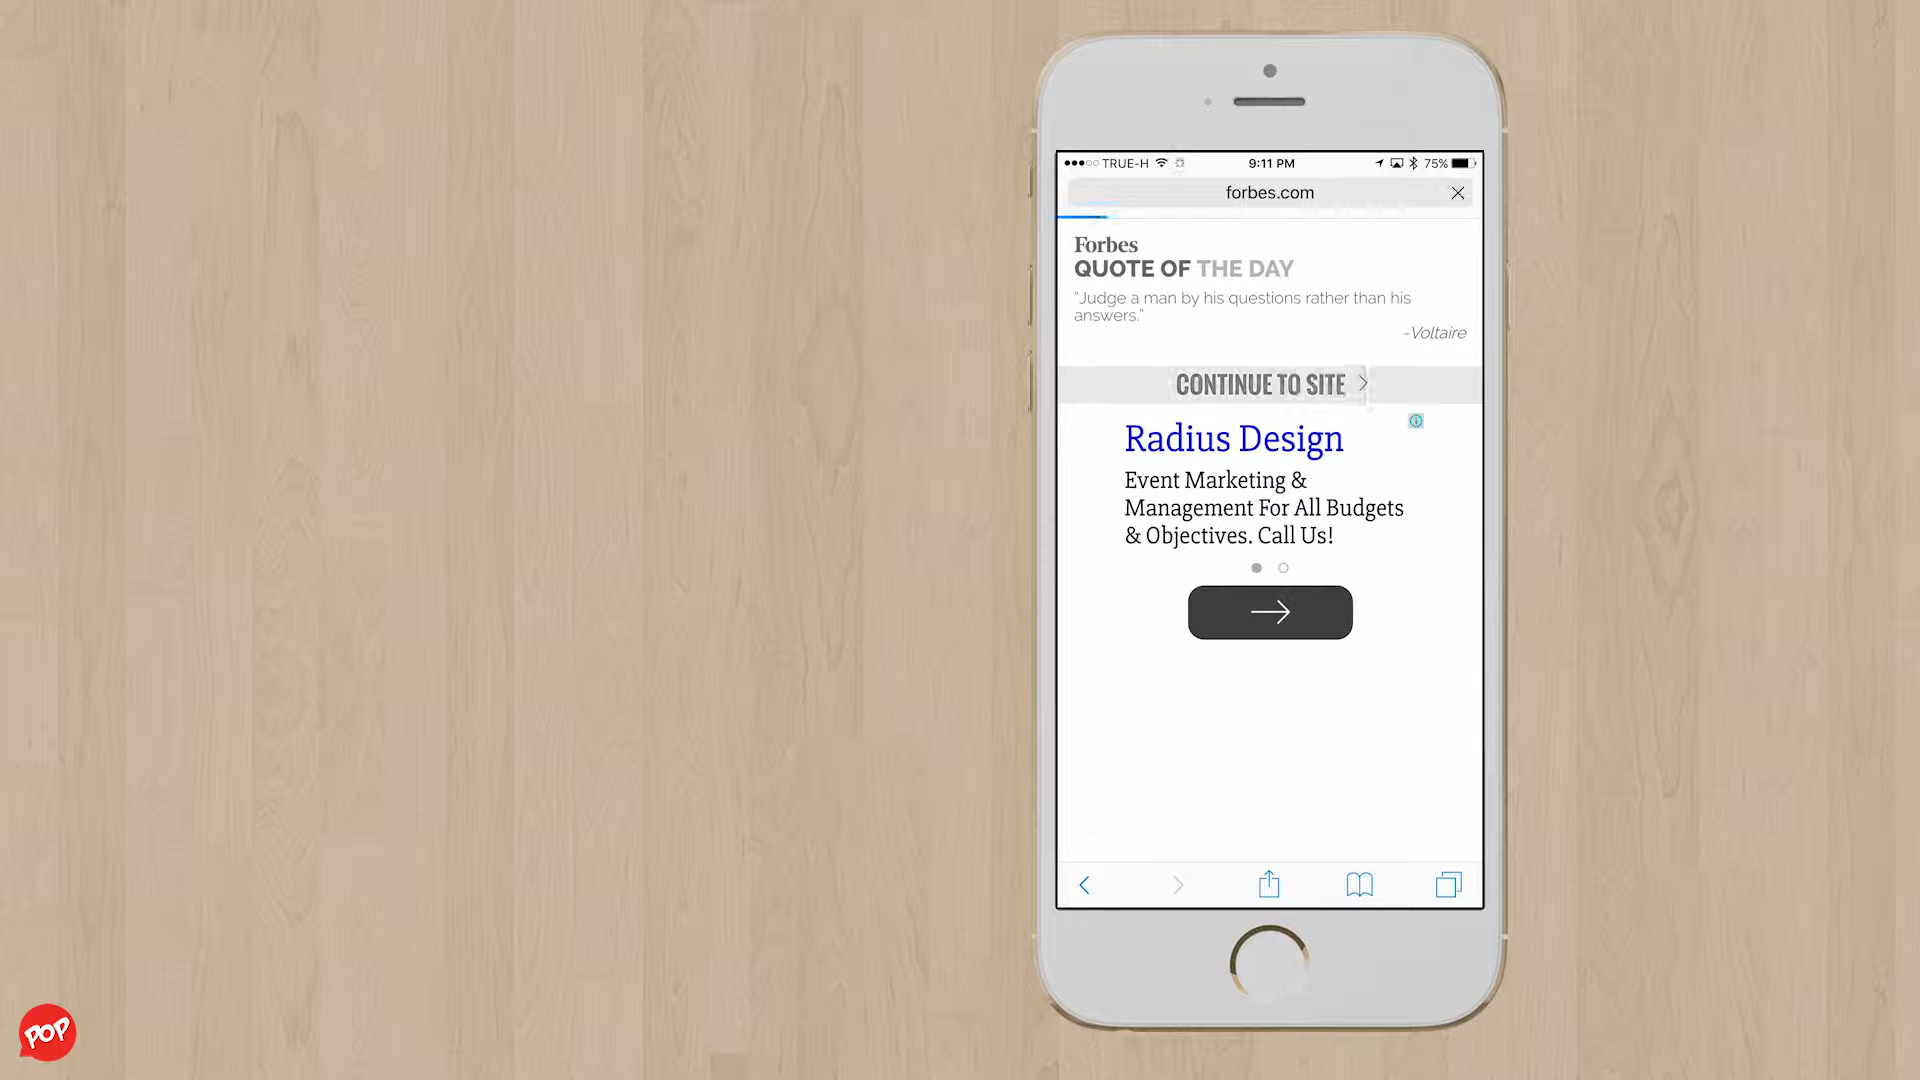 TRUE-H
9:11 PM
75%
forbes.com
Forbes
QUOTE OF THE DAY
"Judge a man by his questions rather than his
answers."
-Voltaire
CONTINUE TO SITE
Radius Design
Event Marketing &
Management For All Budgets
& Objectives. Call Us!
POP